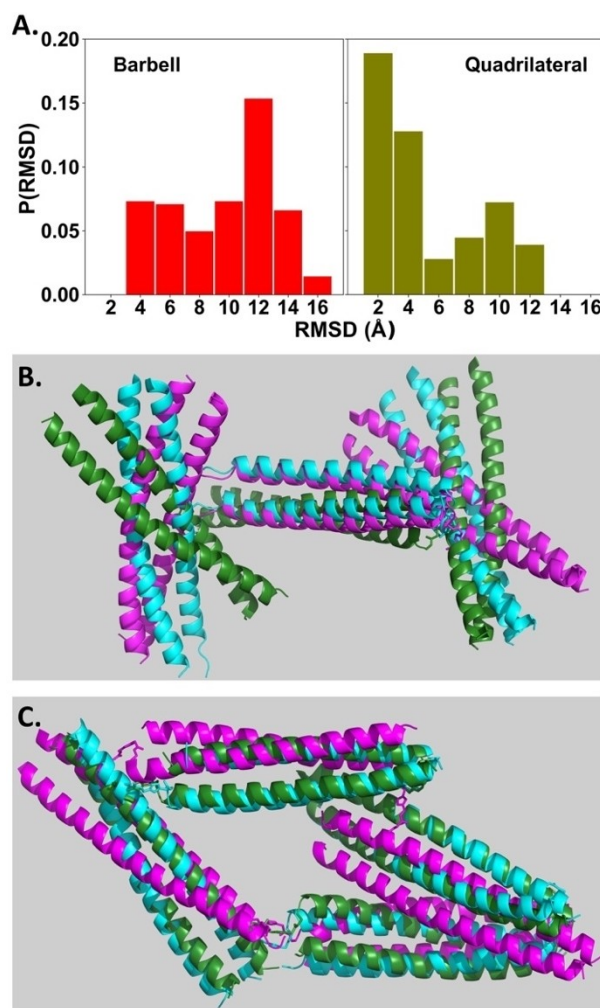 A.
0.20 Barbell Quadrilateral
0.15
0.10
0.05
0.00
P(RMSD)
2 4 6 8 10 12 14 16 2 4 6 8 10 12 14 16
RMSD (Å)
B.
C.